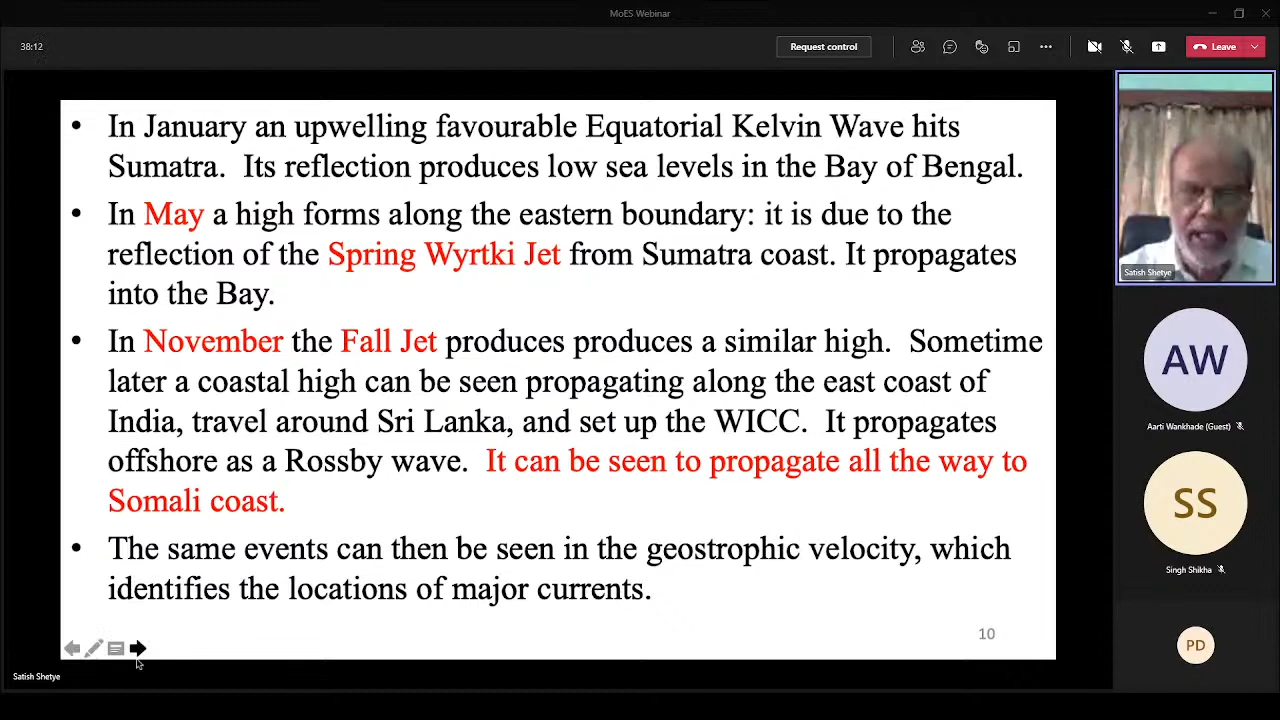 MoES Webinar
38:12
Request control
Leave
• In January an upwelling favourable Equatorial Kelvin Wave hits
Sumatra. Its reflection produces low sea levels in the Bay of Bengal.
• In May a high forms along the eastern boundary: it is due to the
reflection of the Spring Wyrtki Jet from Sumatra coast. It propagates
into the Bay.
• In November the Fall Jet produces produces a similar high. Sometime
later a coastal high can be seen propagating along the east coast of
India, travel around Sri Lanka, and set up the WICC. It propagates
offshore as a Rossby wave. It can be seen to propagate all the way to
Somali coast.
• The same events can then be seen in the geostrophic velocity, which
identifies the locations of major currents.
10
Satish Shetye
Satish Shetye
AW
Aarti Wankhade (Guest)
SS
Singh Shikha
PD